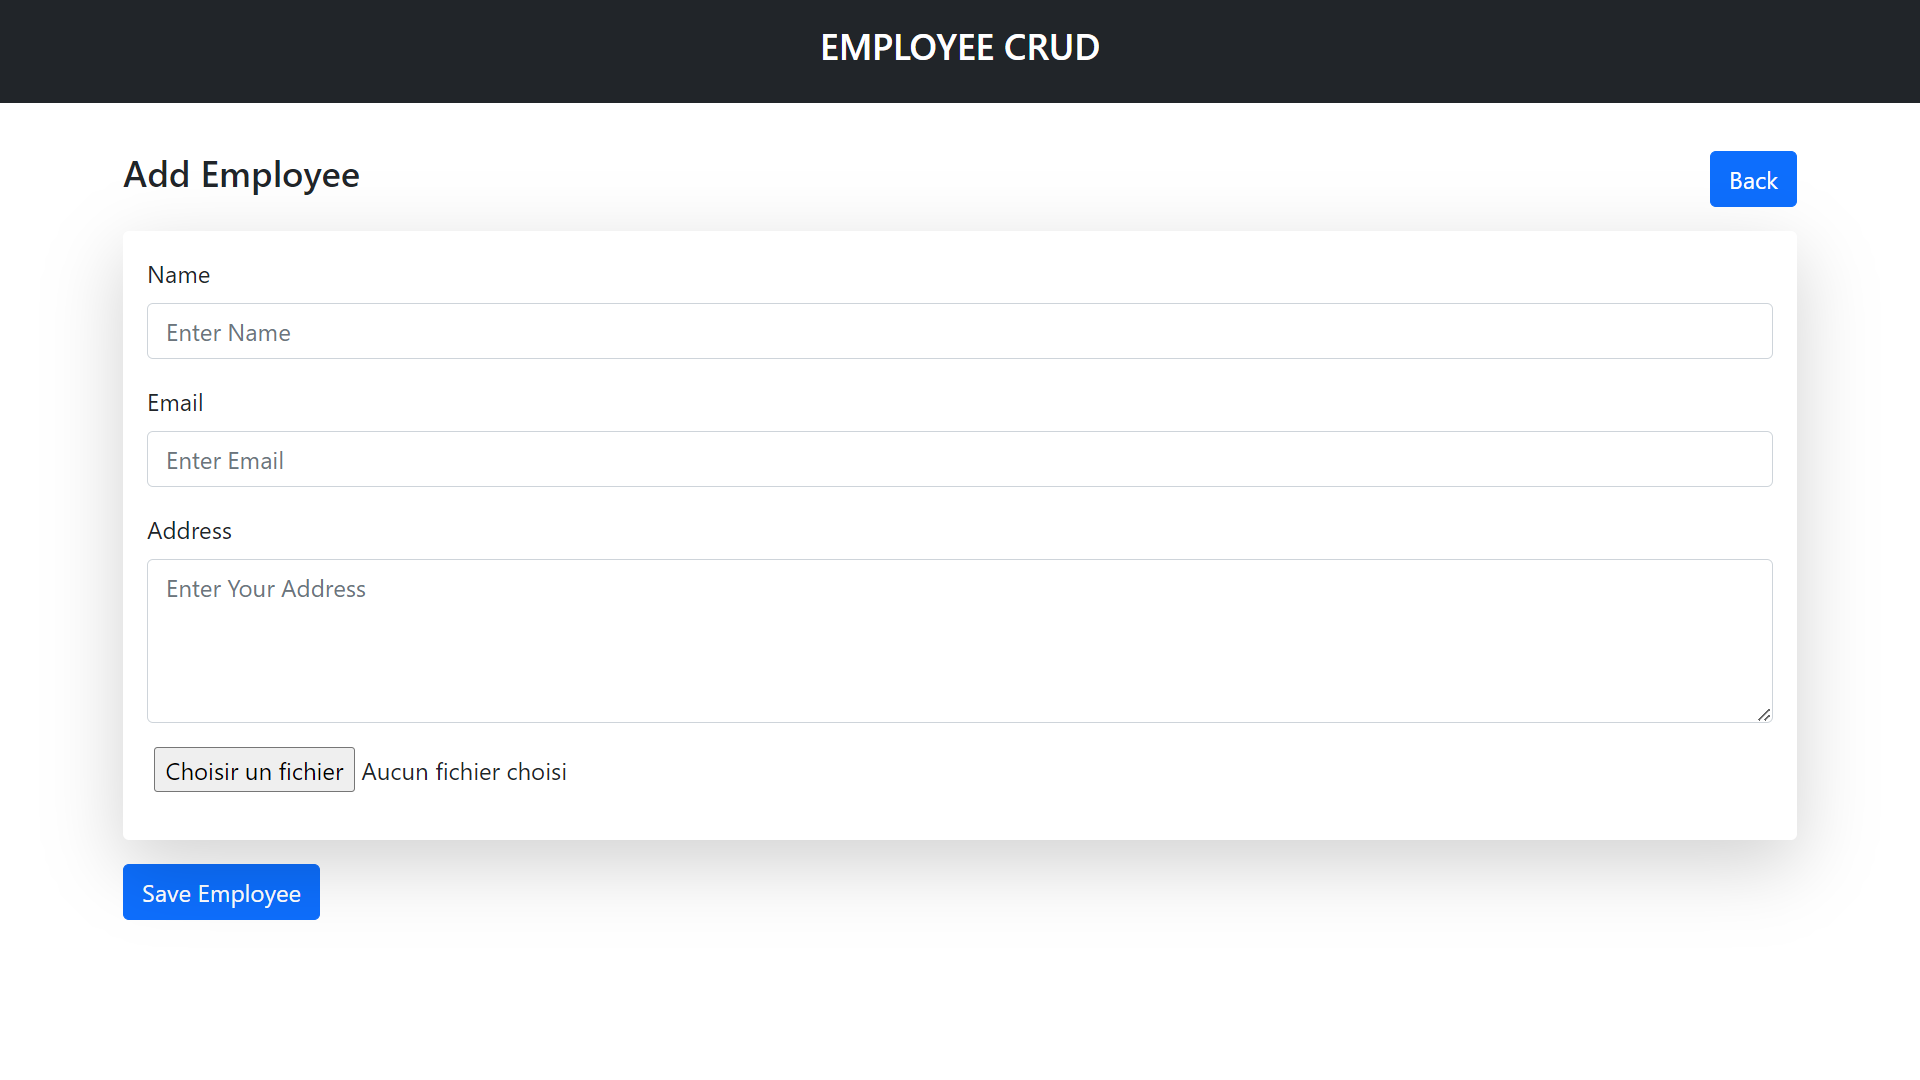 EMPLOYEE CRUD
Add Employee
Back
Name
Enter Name
Email
Enter Email
Address
Enter Your Address
Choisir un fichier Aucun fichier choisi
Save Employee